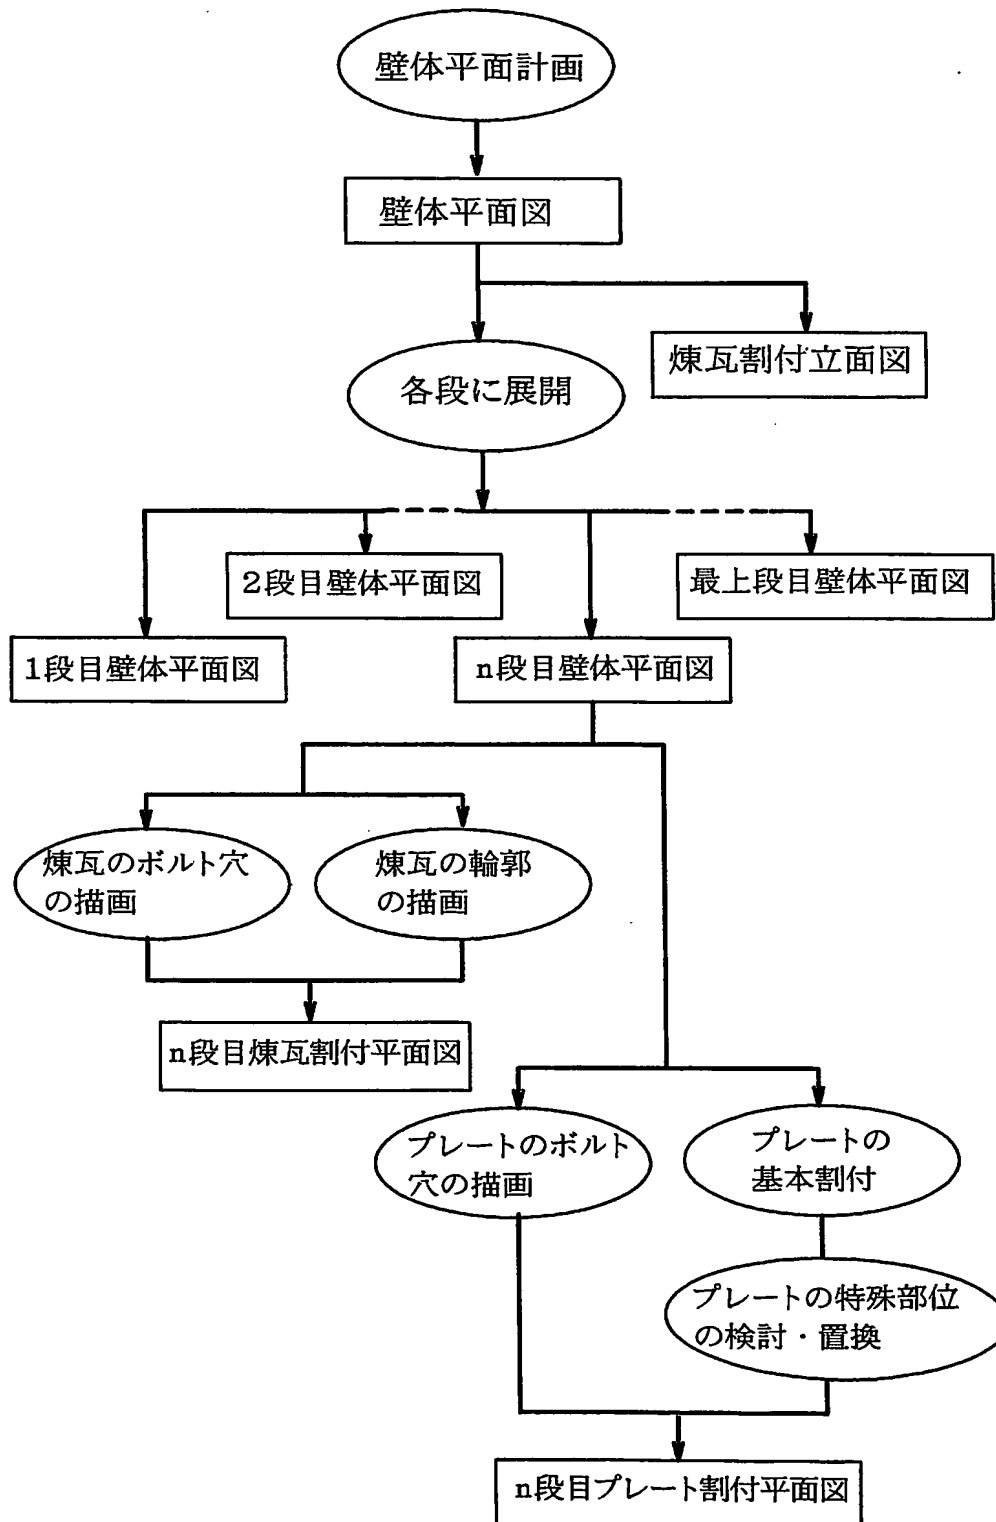 壁体平面計画
壁体平面図
煉瓦割付立面図
各段に展開
2段目壁体平面図
最上段目壁体平面図
1段目壁体平面図
n段目壁体平面図
煉瓦のボルト穴
の描画
煉瓦の輪郭
の描画
n段目煉瓦割付平面図
プレートのボルト
穴の描画
プレートの
基本割付
プレートの特殊部位
の検討・置換
n段目プレート割付平面図